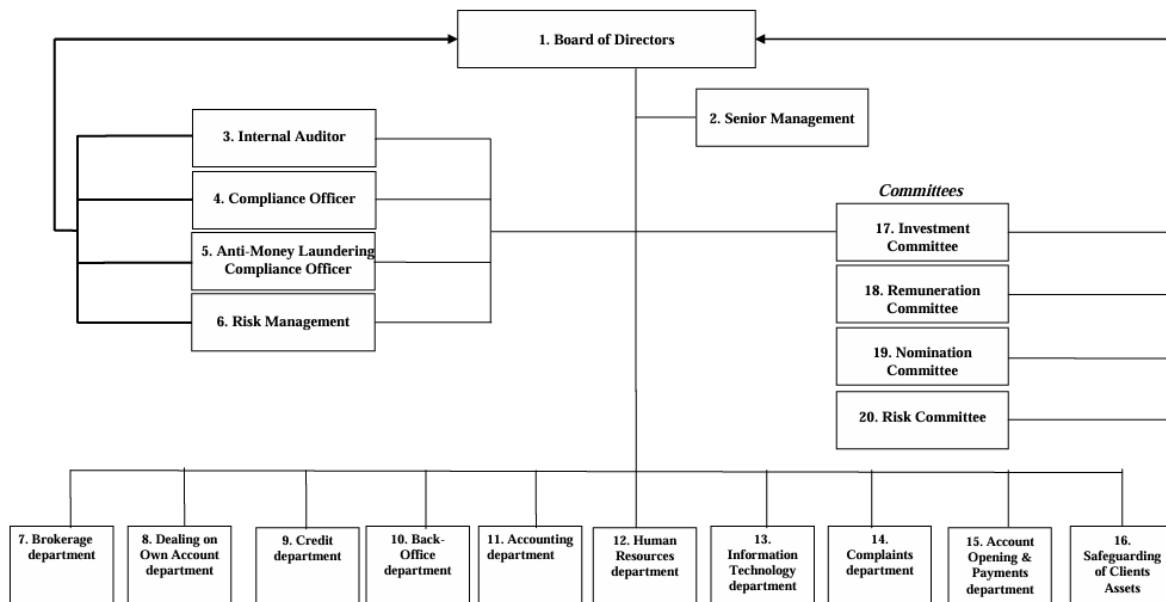 1. Board of Directors
2. Senior Management
3. Internal Auditor
4. Compliance Officer
5. Anti-Money Laundering
Compliance Officer
6. Risk Management
Committees
17. Investment
Committee
18. Remuneration
Committee
19. Nomination
Committee
20. Risk Committee
7. Brokerage
department
8. Dealing on
Own Account
department
9. Credit
department
10. Back-
Office
department
11. Accounting
department
12. Human
Resources
department
13.
Information
Technology
department
14.
Complaints
department
15. Account
Opening &
Payments
department
16.
Safeguarding
of Clients
Assets